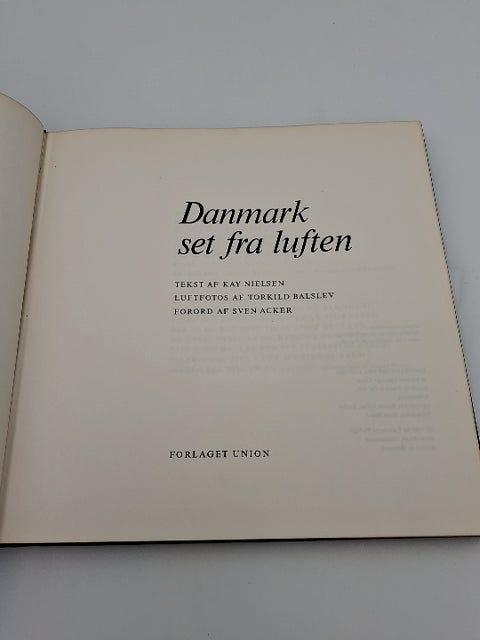 Danmark
set fra luften
TEKST AF KAY NIELSEN
LUFTFOTOS AF TORKILD BALSLEV
FORORD AF SVEN ACKER
FORLAGET UNION